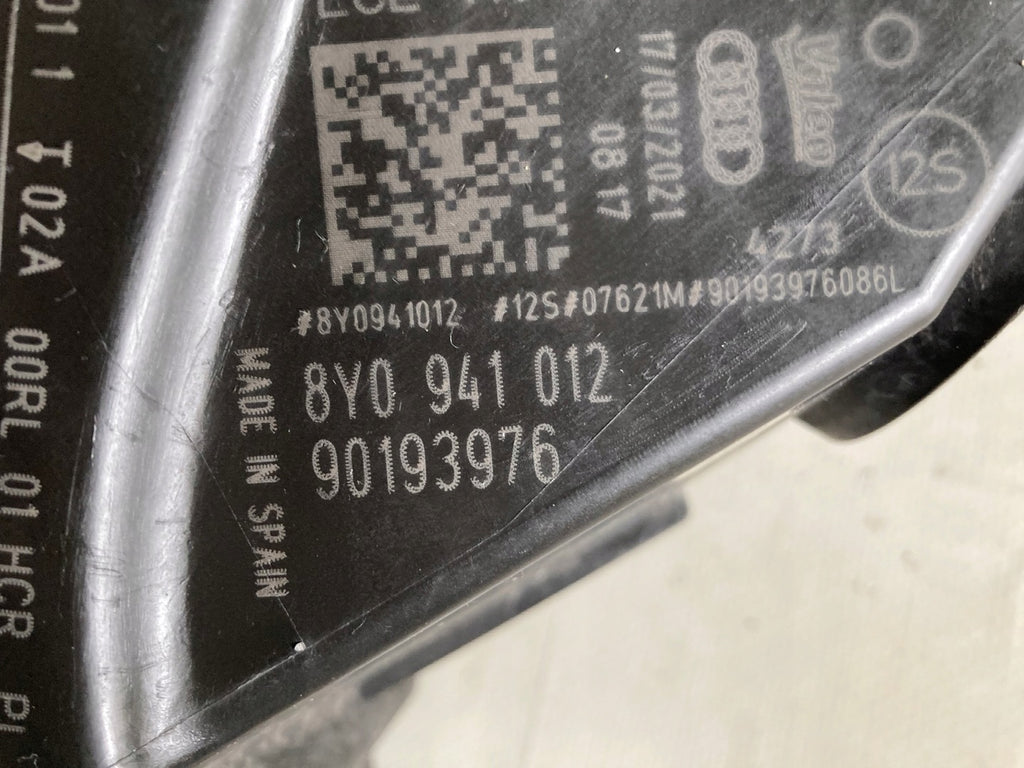 17/03/2021
08 17
Valeo
12S
4273
#8Y0941012 #12S#07621M#90193976086L
8Y0 941 012
90193976
MADE IN SPAIN
02A 00RL 01 HCR